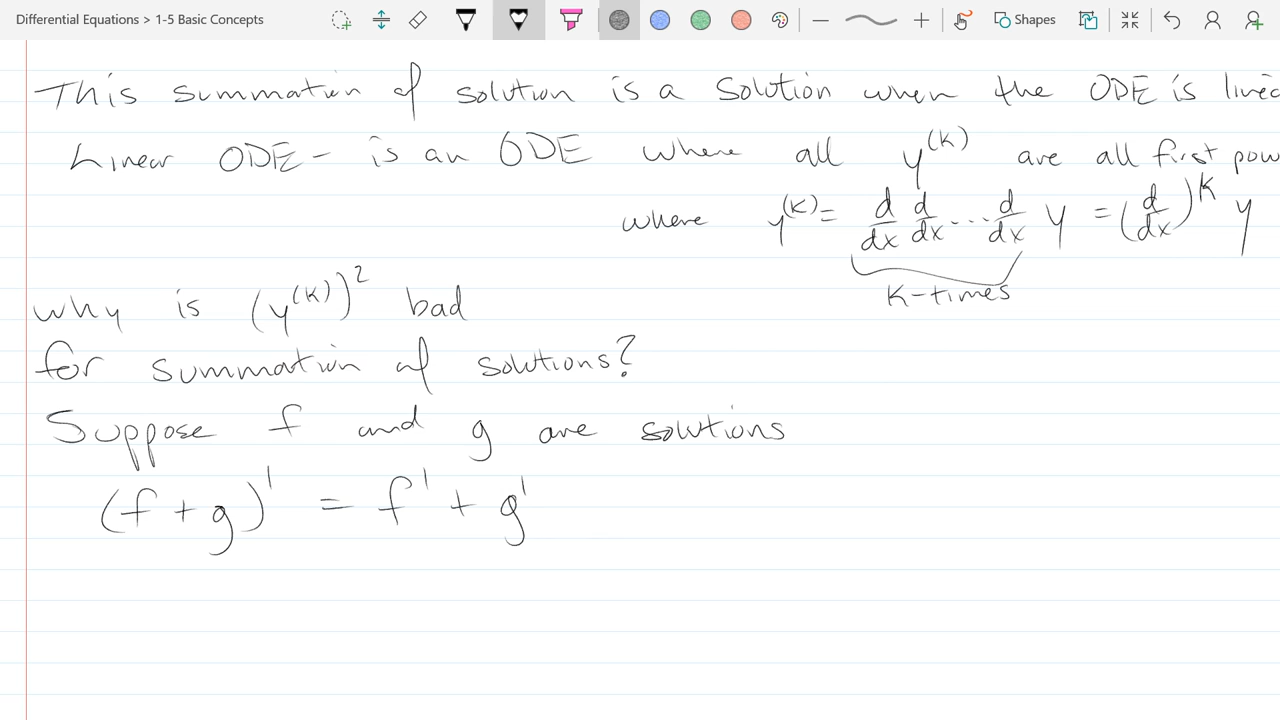 Differential Equations > 1-5 Basic Concepts
Shapes
This summation of solution is a solution when the ODE is linea
Linear ODE - is an ODE where all y^(k) are all first pow
where y^(k) = d/dx d/dx ... d/dx y = (d/dx)^k y
k-times
why is (y^(k))^2 bad
for summation of solutions?
Suppose f and g are solutions
(f + g)' = f' + g'